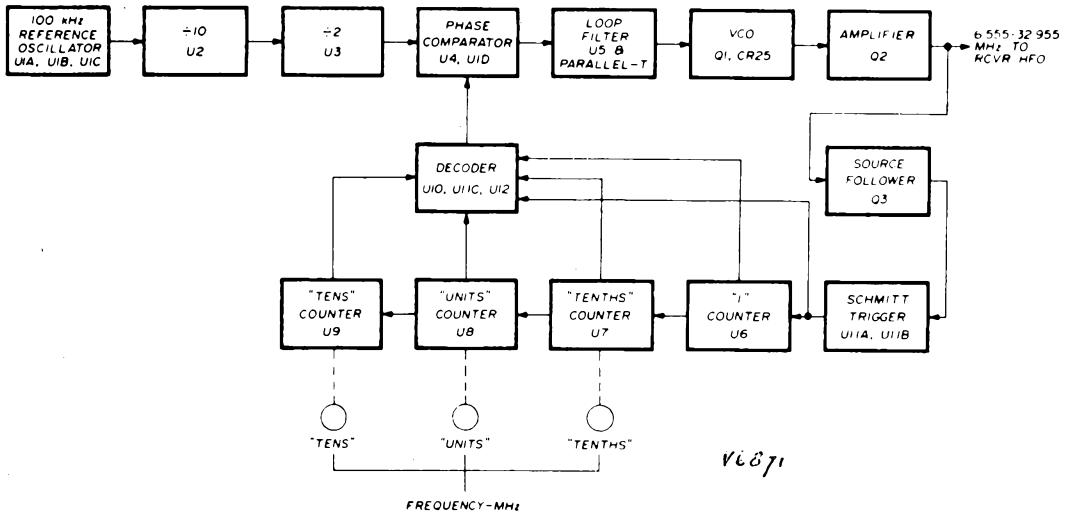 100 kHz
REFERENCE
OSCILLATOR
U1A, U1B, U1C
÷10
U2
÷2
U3
PHASE
COMPARATOR
U4, U1D
LOOP
FILTER
U5 &
PARALLEL-T
VCO
Q1, CR25
AMPLIFIER
Q2
6.555-32.955
MHz TO
RCVR HFO
DECODER
U10, U11C, U12
SOURCE
FOLLOWER
Q3
"TENS"
COUNTER
U9
"UNITS"
COUNTER
U8
"TENTHS"
COUNTER
U7
"1"
COUNTER
U6
SCHMITT
TRIGGER
U11A, U11B
"TENS"
"UNITS"
"TENTHS"
FREQUENCY-MHz
V6871